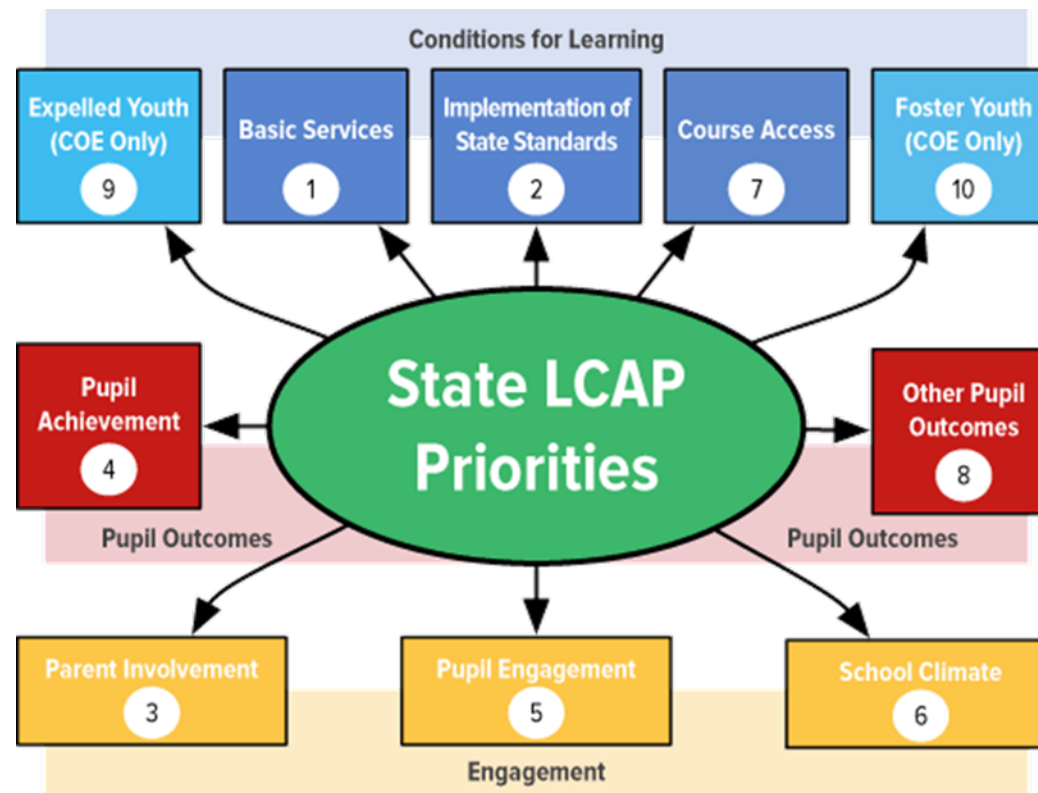 Conditions for Learning
Expelled Youth
(COE Only)
9
Basic Services
1
Implementation of
State Standards
2
Course Access
7
Foster Youth
(COE Only)
10
State LCAP
Priorities
Pupil
Achievement
4
Other Pupil
Outcomes
8
Pupil Outcomes
Pupil Outcomes
Parent Involvement
3
Pupil Engagement
5
School Climate
6
Engagement